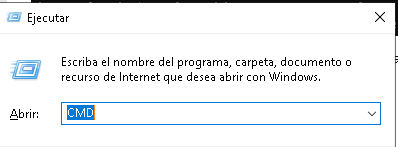 Ejecutar
Escriba el nombre del programa, carpeta, documento o
recurso de Internet que desea abrir con Windows.
Abrir:
CMD